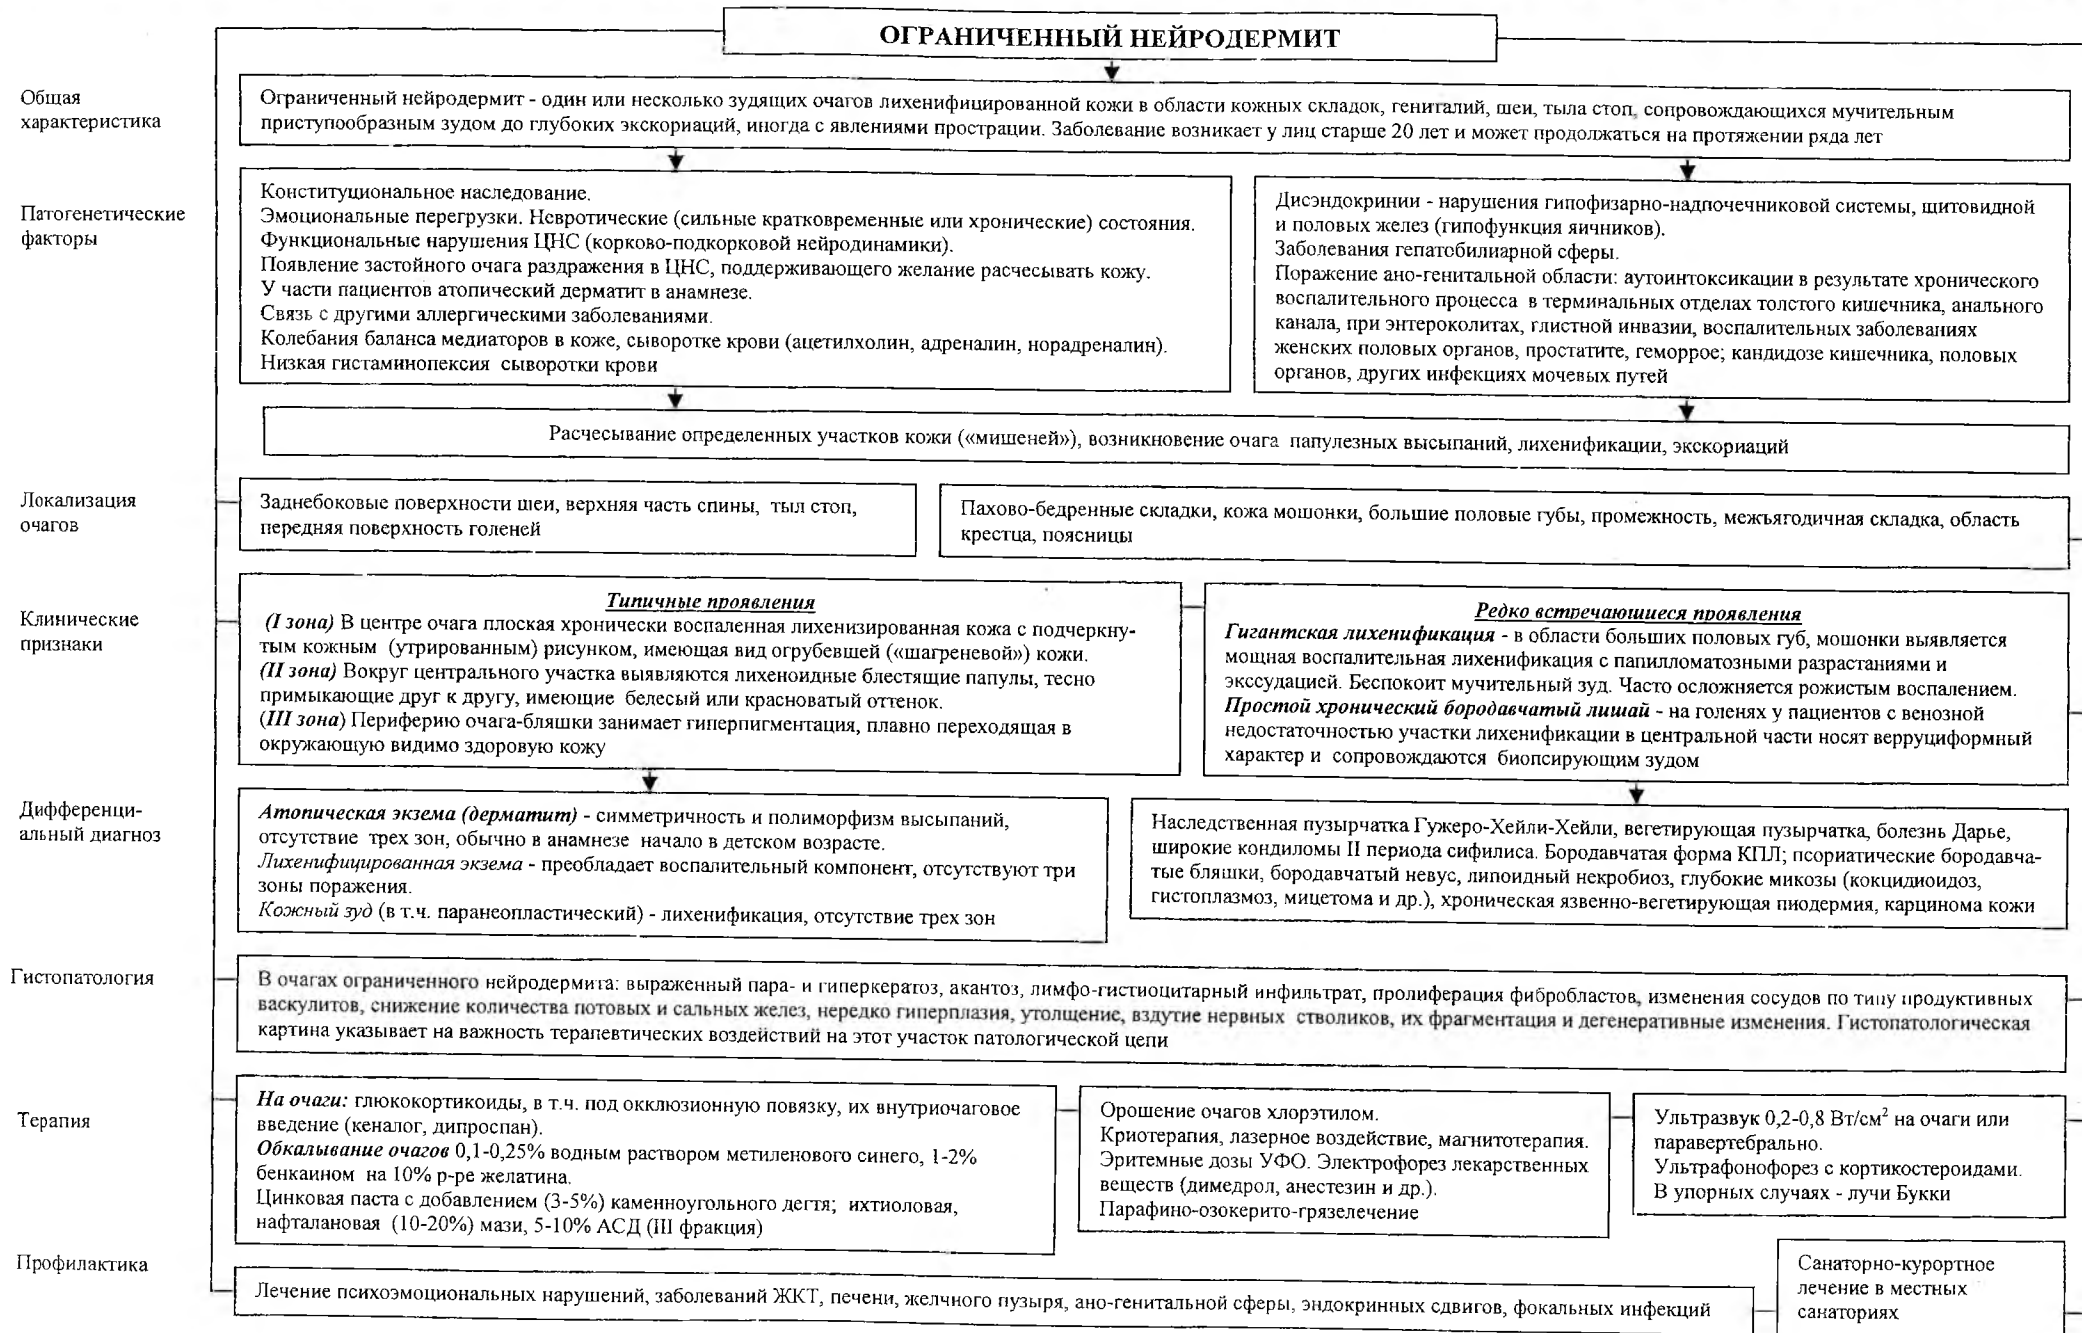 ОГРАНИЧЕННЫЙ НЕЙРОДЕРМИТ
Общая
характеристика
Ограниченный нейродермит - один или несколько зудящих очагов лихенифицированной кожи в области кожных складок, гениталий, шеи, тыла стоп, сопровождающихся мучительным
приступообразным зудом до глубоких экскориаций, иногда с явлениями прострации. Заболевание возникает у лиц старше 20 лет и может продолжаться на протяжении ряда лет
Патогенетические
факторы
Конституциональное наследование.
Эмоциональные перегрузки. Невротические (сильные кратковременные или хронические) состояния.
Функциональные нарушения ЦНС (корково-подкорковой нейродинамики).
Появление застойного очага раздражения в ЦНС, поддерживающего желание расчесывать кожу.
У части пациентов атопический дерматит в анамнезе.
Связь с другими аллергическими заболеваниями.
Колебания баланса медиаторов в коже, сыворотке крови (ацетилхолин, адреналин, норадреналин).
Низкая гистаминопексия сыворотки крови
Дисэндокринии - нарушения гипофизарно-надпочечниковой системы, щитовидной
и половых желез (гипофункция яичников).
Заболевания гепатобилиарной сферы.
Поражение ано-генитальной области: аутоинтоксикации в результате хронического
воспалительного процесса в терминальных отделах толстого кишечника, анального
канала, при энтероколитах, глистной инвазии, воспалительных заболеваниях
женских половых органов, простатите, геморрое; кандидозе кишечника, половых
органов, других инфекциях мочевых путей
Расчесывание определенных участков кожи («мишеней»), возникновение очага папулезных высыпаний, лихенификации, экскориаций
Локализация
очагов
Заднебоковые поверхности шеи, верхняя часть спины, тыл стоп,
передняя поверхность голеней
Пахово-бедренные складки, кожа мошонки, большие половые губы, промежность, межъягодичная складка, область
крестца, поясницы
Клинические
признаки
Типичные проявления
(I зона) В центре очага плоская хронически воспаленная лихенизированная кожа с подчеркну-
тым кожным (утрированным) рисунком, имеющая вид огрубевшей («шагреневой») кожи.
(II зона) Вокруг центрального участка выявляются лихеноидные блестящие папулы, тесно
примыкающие друг к другу, имеющие белесый или красноватый оттенок.
(III зона) Периферию очага-бляшки занимает гиперпигментация, плавно переходящая в
окружающую видимо здоровую кожу
Редко встречающиеся проявления
Гигантская лихенификация - в области больших половых губ, мошонки выявляется
мощная воспалительная лихенификация с папилломатозными разрастаниями и
экссудацией. Беспокоит мучительный зуд. Часто осложняется рожистым воспалением.
Простой хронический бородавчатый лишай - на голенях у пациентов с венозной
недостаточностью участки лихенификации в центральной части носят верруциформный
характер и сопровождаются биопсирующим зудом
Дифференци-
альный диагноз
Атопическая экзема (дерматит) - симметричность и полиморфизм высыпаний,
отсутствие трех зон, обычно в анамнезе начало в детском возрасте.
Лихенифицированная экзема - преобладает воспалительный компонент, отсутствуют три
зоны поражения.
Кожный зуд (в т.ч. паранеопластический) - лихенификация, отсутствие трех зон
Наследственная пузырчатка Гужеро-Хейли-Хейли, вегетирующая пузырчатка, болезнь Дарье,
широкие кондиломы II периода сифилиса. Бородавчатая форма КПЛ; псориатические бородавча-
тые бляшки, бородавчатый невус, липоидный некробиоз, глубокие микозы (кокцидиоидоз,
гистоплазмоз, мицетома и др.), хроническая язвенно-вегетирующая пиодермия, карцинома кожи
Гистопатология
В очагах ограниченного нейродермита: выраженный пара- и гиперкератоз, акантоз, лимфо-гистиоцитарный инфильтрат, пролиферация фибробластов, изменения сосудов по типу продуктивных
васкулитов, снижение количества потовых и сальных желез, нередко гиперплазия, утолщение, вздутие нервных стволиков, их фрагментация и дегенеративные изменения. Гистопатологическая
картина указывает на важность терапевтических воздействий на этот участок патологической цепи
Терапия
На очаги: глюкокортикоиды, в т.ч. под окклюзионную повязку, их внутриочаговое
введение (кеналог, дипроспан).
Обкалывание очагов 0,1-0,25% водным раствором метиленового синего, 1-2%
бенкаином на 10% р-ре желатина.
Цинковая паста с добавлением (3-5%) каменноугольного дегтя; ихтиоловая,
нафталановая (10-20%) мази, 5-10% АСД (III фракция)
Орошение очагов хлорэтилом.
Криотерапия, лазерное воздействие, магнитотерапия.
Эритемные дозы УФО. Электрофорез лекарственных
веществ (димедрол, анестезин и др.).
Парафино-озокерито-грязелечение
Ультразвук 0,2-0,8 Вт/см² на очаги или
паравертебрально.
Ультрафонофорез с кортикостероидами.
В упорных случаях - лучи Букки
Профилактика
Лечение психоэмоциональных нарушений, заболеваний ЖКТ, печени, желчного пузыря, ано-генитальной сферы, эндокринных сдвигов, фокальных инфекций
Санаторно-курортное
лечение в местных
санаториях